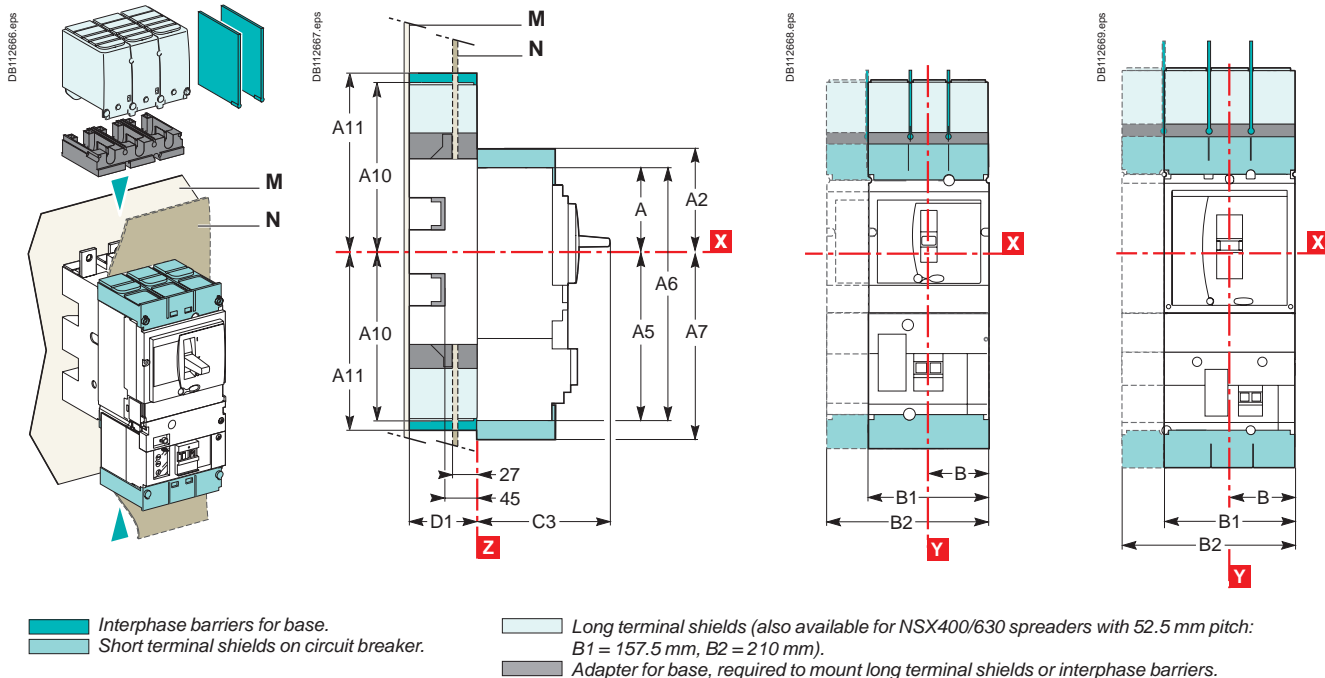 DB112666.eps
M
N
DB112667.eps
M
N
A11
A10
A10
A11
A
A2
X
A6
A5
A7
27
45
D1
C3
Z
DB112668.eps
X
B
B1
B2
Y
DB112669.eps
X
B
B1
B2
Y
Interphase barriers for base.
Short terminal shields on circuit breaker.
Long terminal shields (also available for NSX400/630 spreaders with 52.5 mm pitch:
B1 = 157.5 mm, B2 = 210 mm).
Adapter for base, required to mount long terminal shields or interphase barriers.